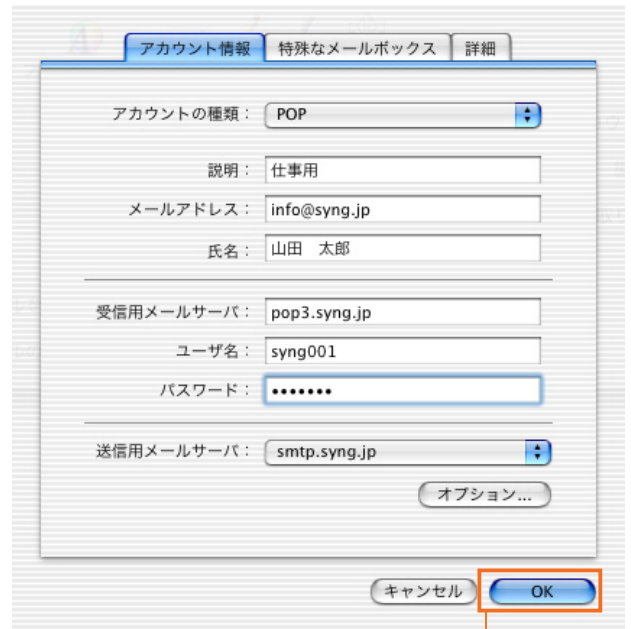 アカウント情報 特殊なメールボックス 詳細
アカウントの種類： POP
説明： 仕事用
メールアドレス： info@syng.jp
氏名： 山田　太郎
受信用メールサーバ： pop3.syng.jp
ユーザ名： syng001
パスワード： •••••••
送信用メールサーバ： smtp.syng.jp
オプション...
キャンセル OK